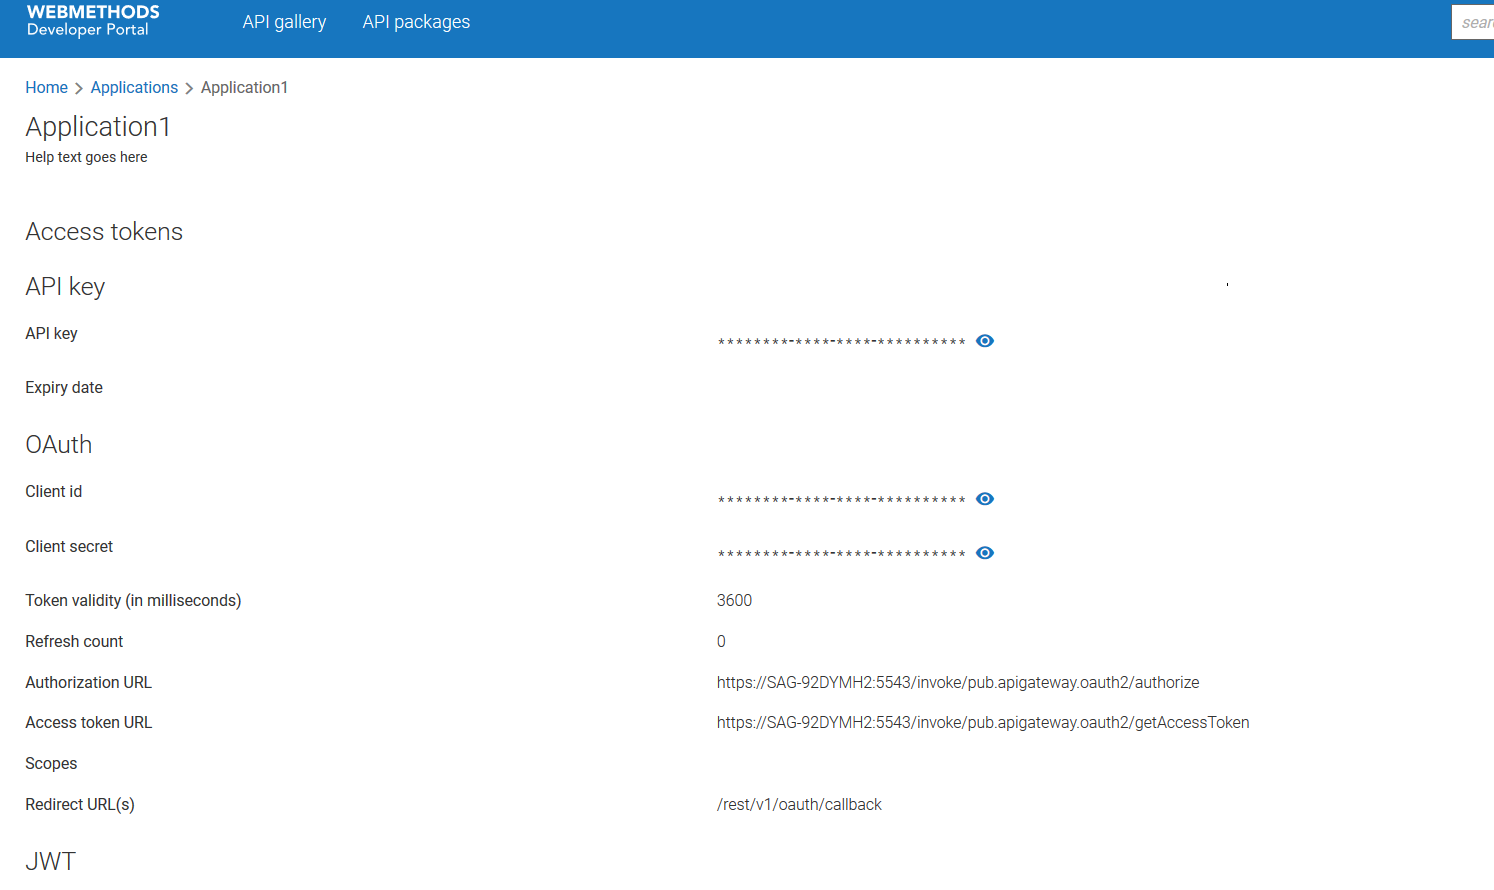 WEBMETHODS
Developer Portal
API gallery
API packages
Home > Applications > Application1
Application1
Help text goes here
Access tokens
API key
API key ********-****-****-**********
Expiry date
OAuth
Client id ********-****-****-**********
Client secret ********-****-****-**********
Token validity (in milliseconds) 3600
Refresh count 0
Authorization URL https://SAG-92DYMH2:5543/invoke/pub.apigateway.oauth2/authorize
Access token URL https://SAG-92DYMH2:5543/invoke/pub.apigateway.oauth2/getAccessToken
Scopes
Redirect URL(s) /rest/v1/oauth/callback
JWT